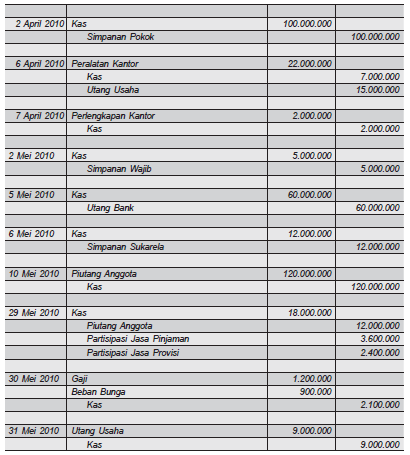 2 April 2010 Kas 100.000.000
Simpanan Pokok 100.000.000
6 April 2010 Peralatan Kantor 22.000.000
Kas 7.000.000
Utang Usaha 15.000.000
7 April 2010 Perlengkapan Kantor 2.000.000
Kas 2.000.000
2 Mei 2010 Kas 5.000.000
Simpanan Wajib 5.000.000
5 Mei 2010 Kas 60.000.000
Utang Bank 60.000.000
6 Mei 2010 Kas 12.000.000
Simpanan Sukarela 12.000.000
10 Mei 2010 Piutang Anggota 120.000.000
Kas 120.000.000
29 Mei 2010 Kas 18.000.000
Piutang Anggota 12.000.000
Partisipasi Jasa Pinjaman 3.600.000
Partisipasi Jasa Provisi 2.400.000
30 Mei 2010 Gaji 1.200.000
Beban Bunga 900.000
Kas 2.100.000
31 Mei 2010 Utang Usaha 9.000.000
Kas 9.000.000